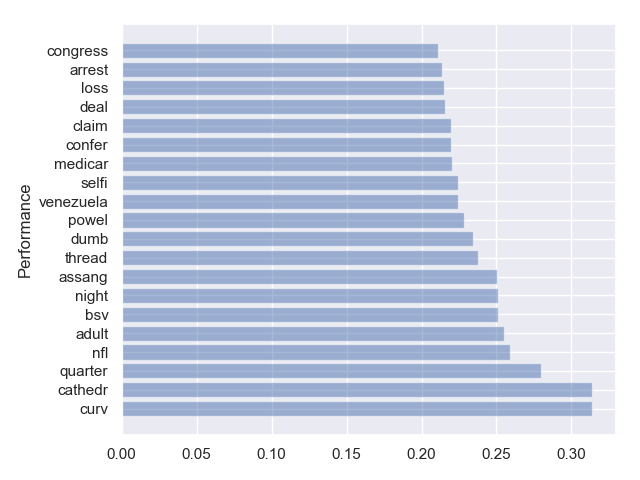 congress
arrest
loss
deal
claim
confer
medicar
selfi
venezuela
powel
dumb
thread
assang
night
bsv
adult
nfl
quarter
cathedr
curv
Performance
0.00 0.05 0.10 0.15 0.20 0.25 0.30